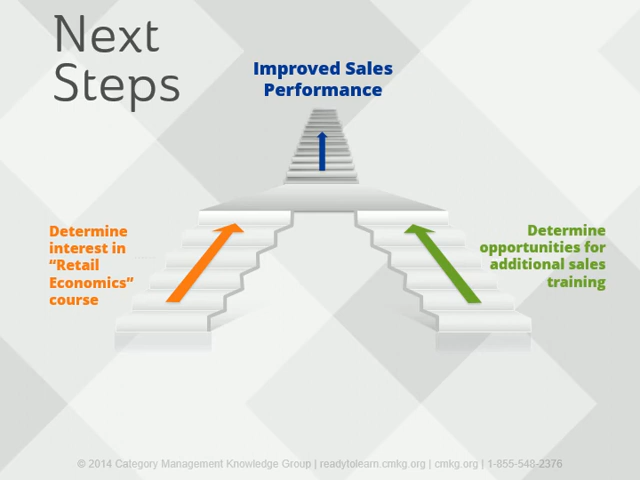 Next
Steps
Improved Sales
Performance
Determine
interest in
“Retail
Economics”
course
Determine
opportunities for
additional sales
training
© 2014 Category Management Knowledge Group | readytolearn.cmkg.org | cmkg.org | 1-855-548-2376